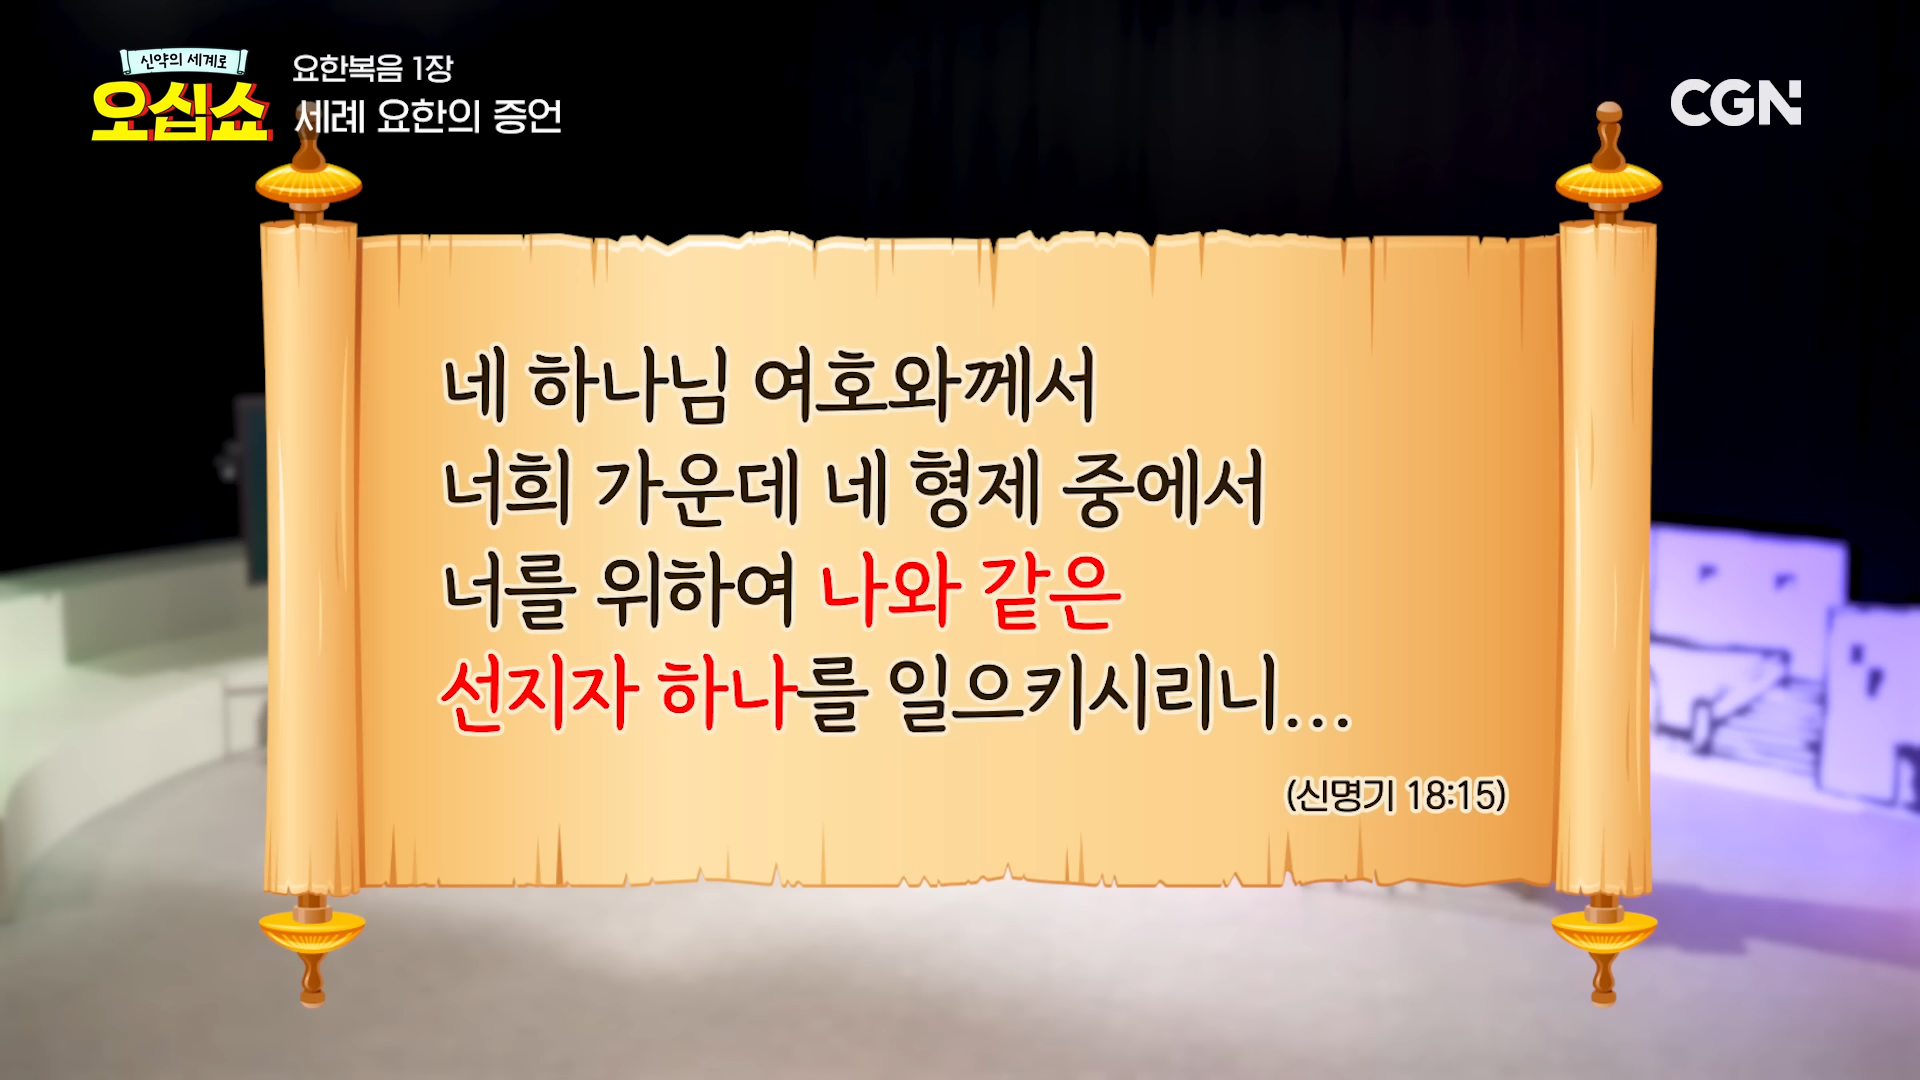 신약의 세계로
오십쇼
요한복음 1장
세례 요한의 증언
CGN
네 하나님 여호와께서
너희 가운데 네 형제 중에서
너를 위하여 나와 같은
선지자 하나를 일으키시리니...
(신명기 18:15)